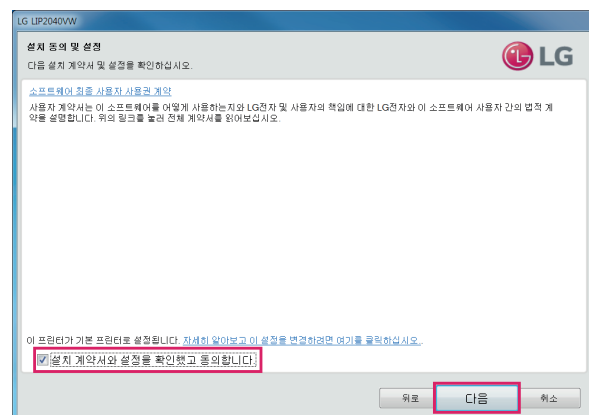 LG LIP2040VW
설치 동의 및 설정
다음 설치 계약서 및 설정을 확인하십시오.
LG
소프트웨어 최종 사용자 사용권 계약
사용자 계약서는 이 소프트웨어를 어떻게 사용하는지와 LG전자 및 사용자의 책임에 대한 LG전자와 이 소프트웨어 사용자 간의 법적 계
약을 설명합니다. 위의 링크를 눌러 전체 계약서를 읽어보십시오.
이 프린터가 기본 프린터로 설정됩니다. 자세히 알아보고 이 설정을 변경하려면 여기를 클릭하십시오.
설치 계약서와 설정을 확인했고 동의합니다.
위로 다음 취소